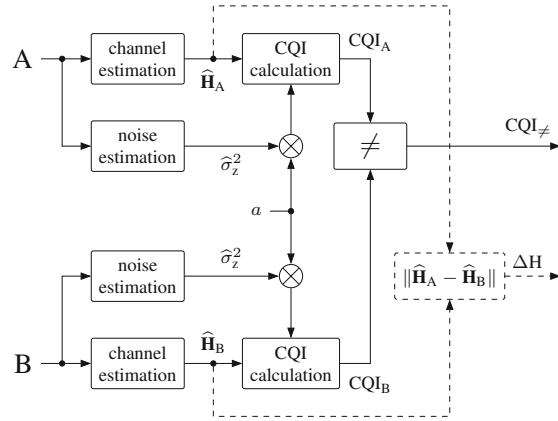 A
channel
estimation
Ĥ_A
CQI
calculation
CQI_A
noise
estimation
σ̂_z^2
≠
CQI_≠
a
‖Ĥ_A − Ĥ_B‖
ΔH
noise
estimation
σ̂_z^2
B
channel
estimation
Ĥ_B
CQI
calculation
CQI_B